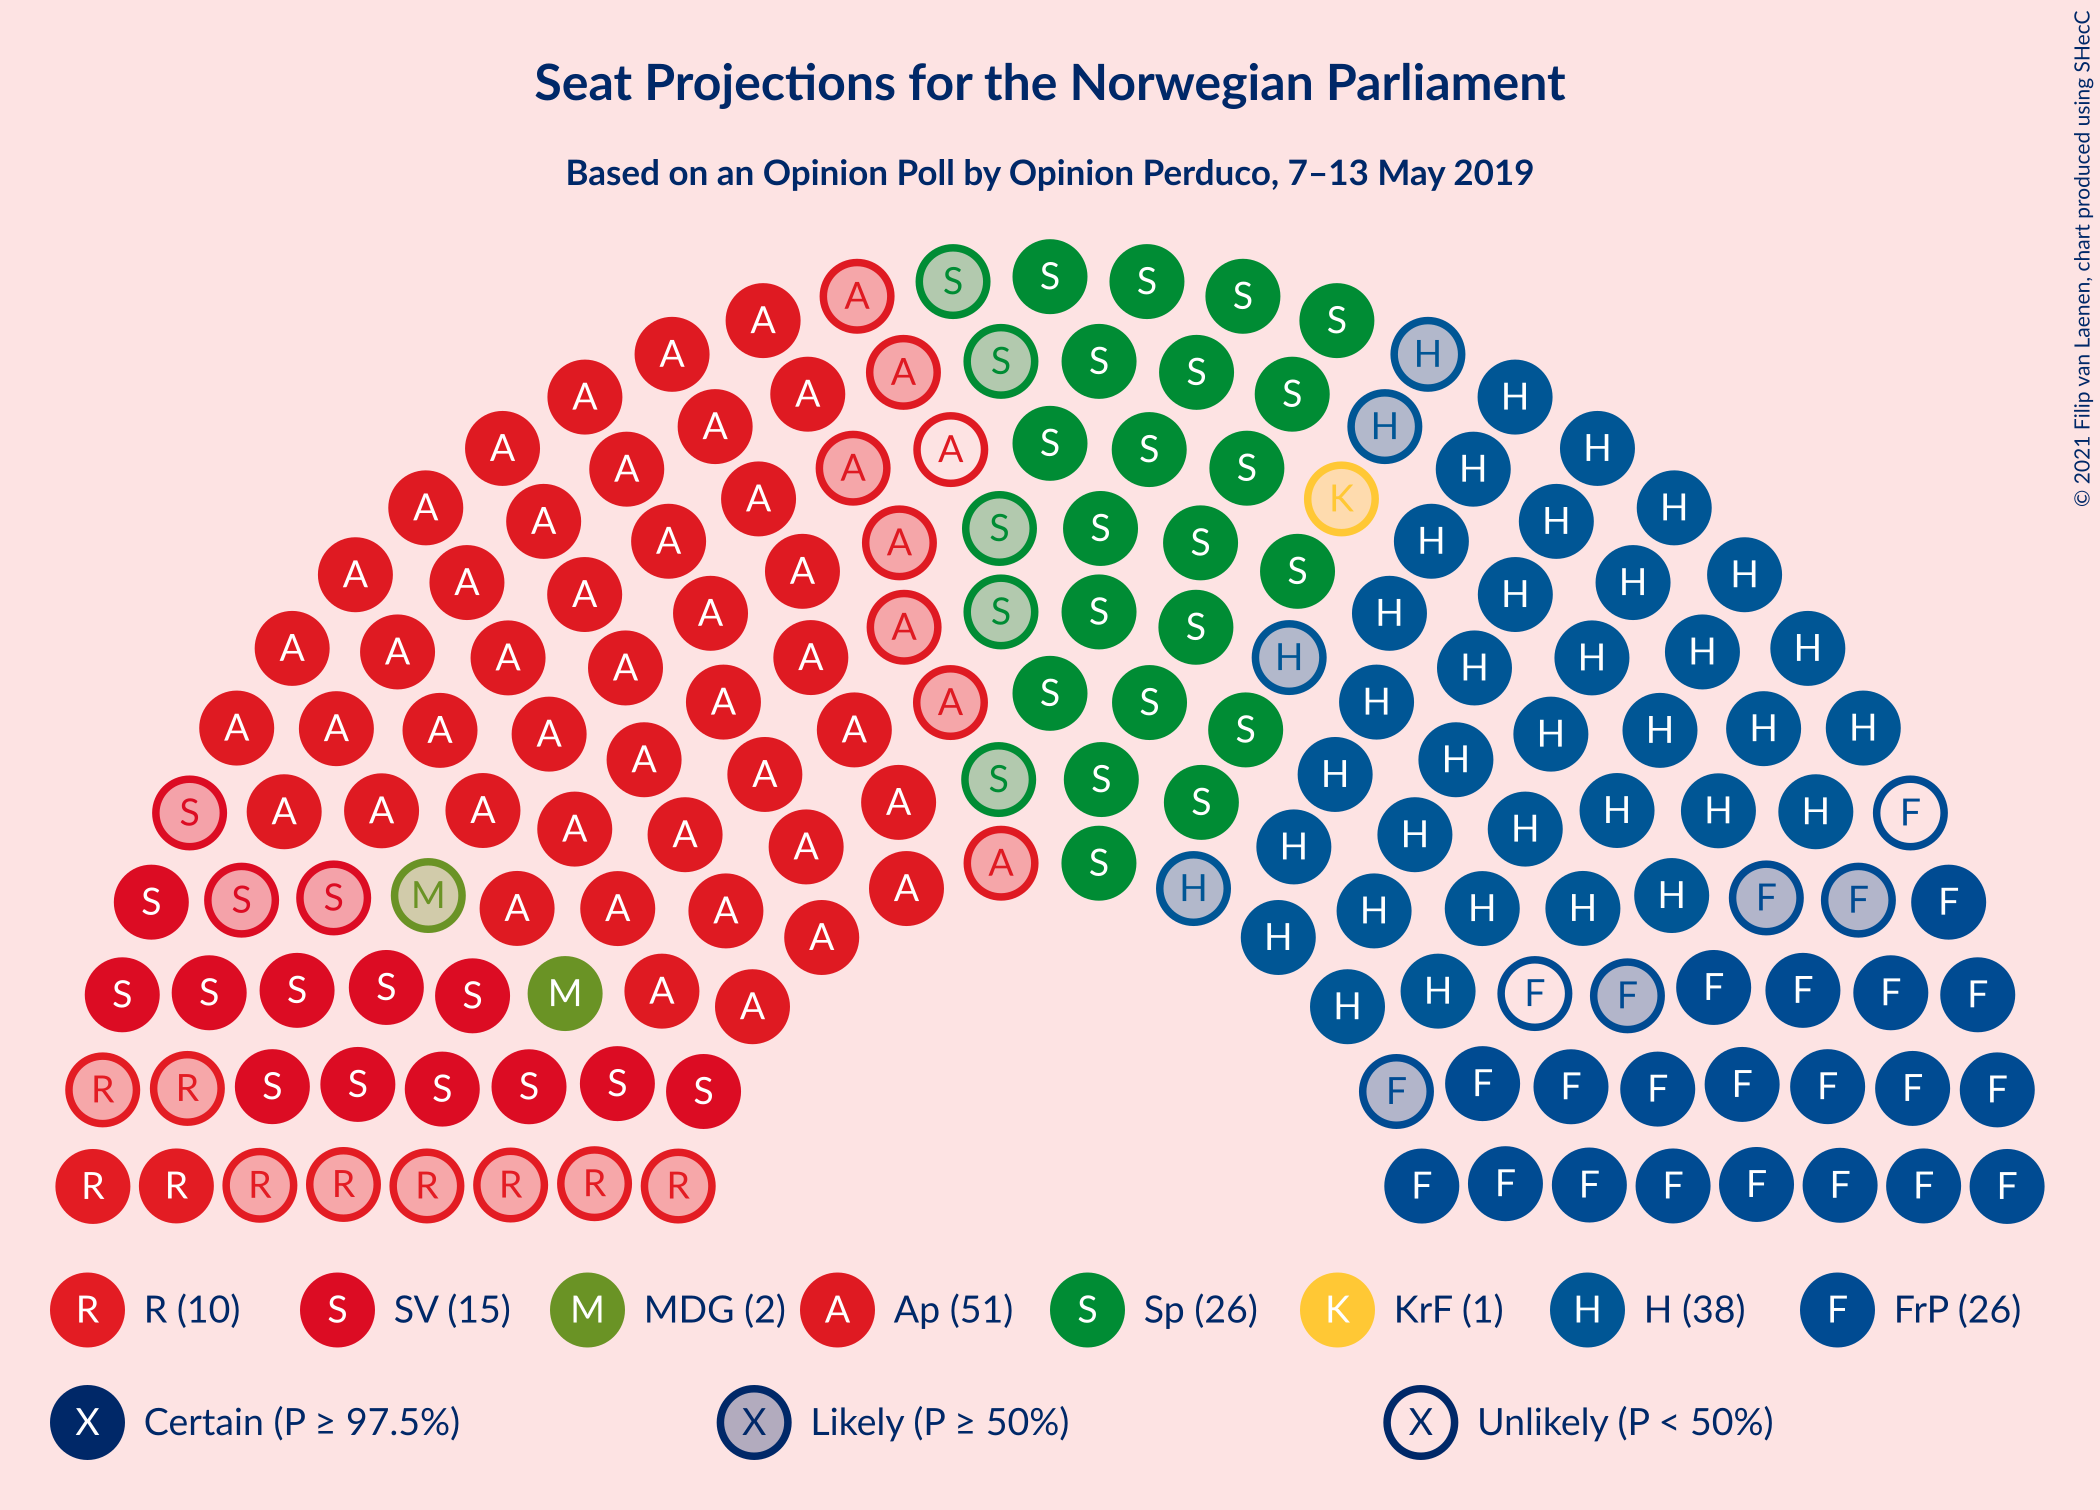 Seat Projections for the Norwegian Parliament
Based on an Opinion Poll by Opinion Perduco, 7–13 May 2019
© 2021 Filip van Laenen, chart produced using SHecC
A S S S S
A S
A A H
A S S S H
A A A H H
A A A S S S H H
A A A K H H
A A A S S S H H
A A A A S H H
A A A S S S H H
A A A A A H H H H H
A A A A A S S S H H H H H
A A A A A A S H H H H H
S A A A A A A S S S H H H H H H F
S S S M A A A A A S H H H H H F F F
S S S S S M A A A H H F F F F F F
R R S S S S S S F F F F F F F F
R R R R R R R R F F F F F F F F
R R (10) S SV (15) M MDG (2) A Ap (51) S Sp (26) K KrF (1) H H (38) F FrP (26)
X Certain (P ≥ 97.5%) X Likely (P ≥ 50%) X Unlikely (P < 50%)